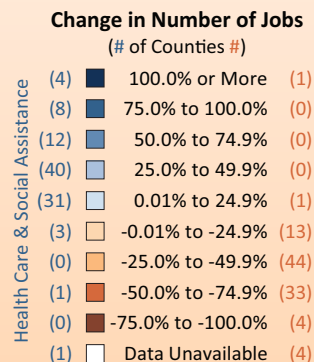 Change in Number of Jobs
(# of Counties #)
Health Care & Social Assistance
(4) 100.0% or More (1)
(8) 75.0% to 100.0% (0)
(12) 50.0% to 74.9% (0)
(40) 25.0% to 49.9% (0)
(31) 0.01% to 24.9% (1)
(3) -0.01% to -24.9% (13)
(0) -25.0% to -49.9% (44)
(1) -50.0% to -74.9% (33)
(0) -75.0% to -100.0% (4)
(1) Data Unavailable (4)